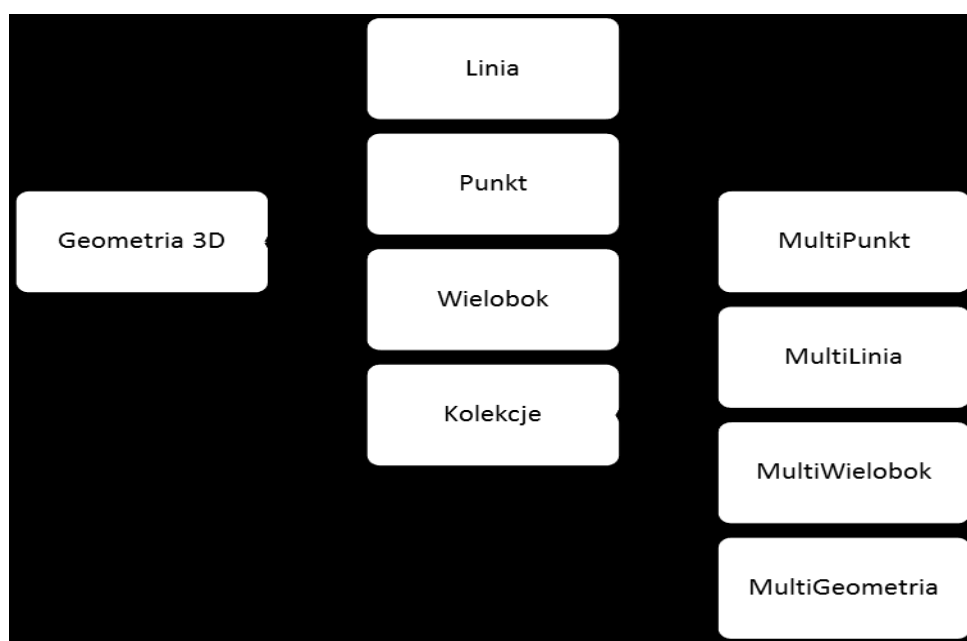 Geometria 3D
Linia
Punkt
Wielobok
Kolekcje
MultiPunkt
MultiLinia
MultiWielobok
MultiGeometria